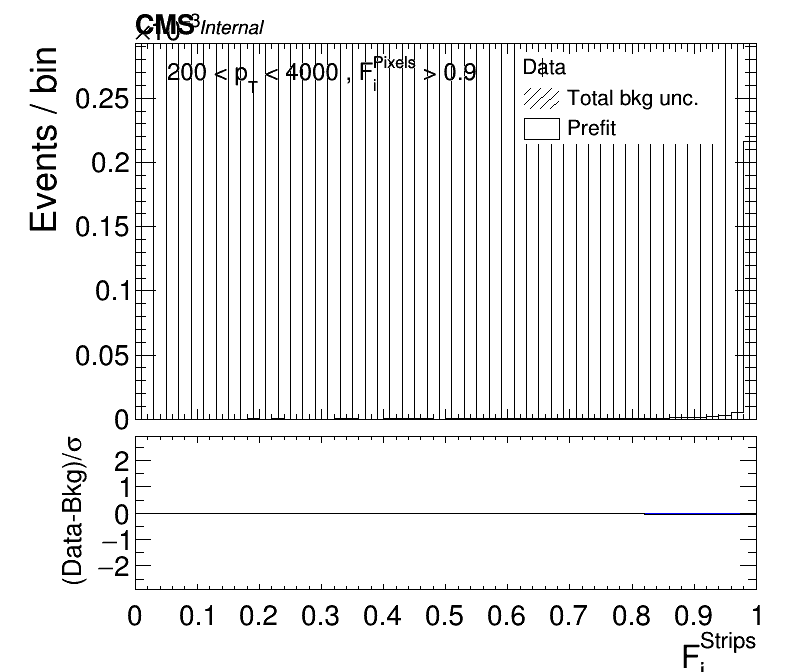 CMS Internal
×10⁻³
200 < p_T < 4000 , F_i^Pixels > 0.9
Data
Total bkg unc.
Prefit
Events / bin
0.25
0.2
0.15
0.1
0.05
0
(Data-Bkg)/σ
2
1
0
−1
−2
0 0.1 0.2 0.3 0.4 0.5 0.6 0.7 0.8 0.9 1
F_i^Strips